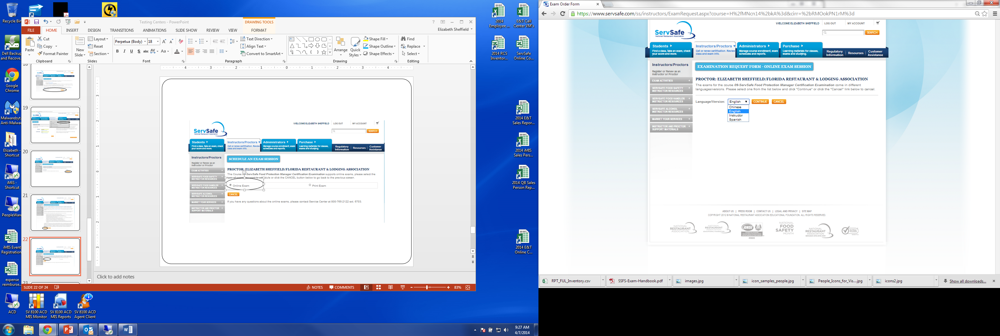 Recycle Bin
Testing Centers - PowerPoint
DRAWING TOOLS
FILE
HOME
INSERT
DESIGN
TRANSITIONS
ANIMATIONS
SLIDE SHOW
REVIEW
VIEW
FORMAT
Elizabeth Sheffield
Paste
Cut
Copy
Format Painter
Clipboard
New Slide
Layout
Reset
Section
Slides
Perpetua (Body)
18
Font
Text Direction
Align Text
Convert to SmartArt
Paragraph
Arrange
Quick Styles
Shape Fill
Shape Outline
Shape Effects
Drawing
Find
Replace
Select
Editing
Dell Backup and Recove...
Google Chrome
Malwarebyt... Anti-Malwar
Elizabeth - Shortcut
iMiS - Shortcut
PeopleWare
iMIS Event Registration
expense reimburse...
ACD
SV 8100 ACD MIS Monitor
SV 8100 ACD MIS Reports
SV 8100 ACD Agent Client
18
19
20
21
22
23
ServSafe
National Restaurant Association
WELCOME ELIZABETH SHEFFIELD
LOG OUT
MY ACCOUNT
SEARCH
Students
Find a class, take an exam, check your score and more.
Instructors/Proctors
Get or renew certification. Review class and exam info.
Administrators
Manage course enrollment, exam schedules and reports.
Purchase
Learning materials for classes, exams and studying.
Regulatory Information
Resources
Customer Assistance
Instructors/Proctors
Register or Renew as an Instructor or Proctor
EXAM ACTIVITIES
SERVSAFE FOOD SAFETY INSTRUCTOR RESOURCES
SERVSAFE FOOD HANDLER INSTRUCTOR RESOURCES
SERVSAFE ALCOHOL INSTRUCTOR RESOURCES
MARKET YOUR SERVICES
INSTRUCTOR AND PROCTOR SUPPORT MATERIALS
SCHEDULE AN EXAM SESSION
PROCTOR: ELIZABETH SHEFFIELD/FLORIDA RESTAURANT & LODGING ASSOCIATION
The Course 09-ServSafe Food Protection Manager Certification Examination supports online exams, please select the
type of exam you want to schedule or click the CANCEL button below to go back to the previous screen.
Online Exam
Print Exam
CANCEL
If you have any questions about the online exams, please contact Service Center at 800-765-2122 ext. 6703.
Click to add notes
SLIDE 22 OF 24
NOTES
COMMENTS
83%
2014 Employee ...
E&T Call Center VM's
2014 RCS Inventor...
ServSafe Online Co...
2014 E&T Sales Repor...
2014 iMIS Sales Pers...
2014 QB Sales Person Rep...
2014 E&T Online C...
9:27 AM
4/7/2014
Exam Order Form
https://www.servsafe.com/ss/instructors/ExamRequest.aspx?course=H%2fMNcn14%2bkA%3d&cirr=%2bRMOokPN1rM%3d
ServSafe
National Restaurant Association
WELCOME ELIZABETH SHEFFIELD
LOG OUT
MY ACCOUNT
SEARCH
Students
Find a class, take an exam, check your score and more.
Instructors/Proctors
Get or renew certification. Review class and exam info.
Administrators
Manage course enrollment, exam schedules and reports.
Purchase
Learning materials for classes, exams and studying.
Regulatory Information
Resources
Customer Assistance
Instructors/Proctors
Register or Renew as an Instructor or Proctor
EXAM ACTIVITIES
SERVSAFE FOOD SAFETY INSTRUCTOR RESOURCES
SERVSAFE FOOD HANDLER INSTRUCTOR RESOURCES
SERVSAFE ALCOHOL INSTRUCTOR RESOURCES
MARKET YOUR SERVICES
INSTRUCTOR AND PROCTOR SUPPORT MATERIALS
EXAMINATION REQUEST FORM - ONLINE EXAM SESSION
PROCTOR: ELIZABETH SHEFFIELD/FLORIDA RESTAURANT & LODGING ASSOCIATION
The exams for the course 09-ServSafe Food Protection Manager Certification Examination come in different
languages/versions. Please select one from the list below and click "Continue" or click the "Cancel" link below to cancel.
Language/Version:
English
CONTINUE
CANCEL
Chinese
English
Instructor
Spanish
ABOUT US | PRESS ROOM | CONTACT US | LEGAL AND PRIVACY | SITE MAP
COPYRIGHT 2012 © NATIONAL RESTAURANT ASSOCIATION EDUCATIONAL FOUNDATION. ALL RIGHTS RESERVED.
NATIONAL RESTAURANT ASSOCIATION
NATIONAL RESTAURANT ASSOCIATION EDUCATIONAL FOUNDATION
ANSI
NATIONAL FOOD SAFETY MONTH
NATIONAL RESTAURANT ASSOCIATION
RPT_FUL_Inventory.csv
SSFS-Exam-Handbook.pdf
images.jpg
icon_samples_people.jpg
People_Icons_for_Vis....jpg
icons2.jpg
Show all downloads...